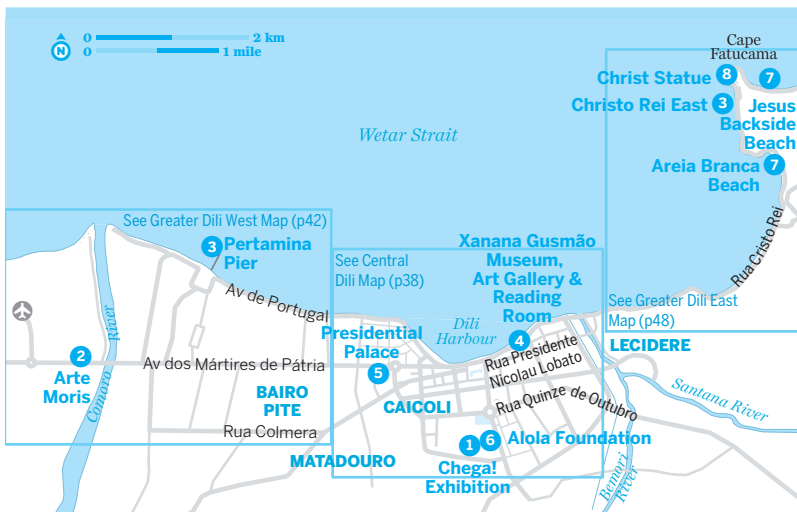 0 2 km
N
0 1 mile
Cape
Fatucama
Christ Statue 8
7
Christo Rei East 3
Jesus
Backside
Beach
Wetar Strait
Areia Branca 7
Beach
Rua Cristo Rei
See Greater Dili West Map (p42)
3 Pertamina
Pier
See Central
Dili Map (p38)
Xanana Gusmão
Museum,
Art Gallery &
Reading
Room
4
See Greater Dili East
Map (p48)
Av de Portugal
Dili
Harbour
Comoro River
Presidential
Palace
5
Rua Presidente
Nicolau Lobato
LECIDERE
2
Arte
Moris
Av dos Mártires de Pátria
BAIRO
PITE
CAICOLI
Rua Quinze de Outubro
Santana River
Rua Colmera
MATADOURO
1 6 Alola Foundation
Chega!
Exhibition
Bemori
River